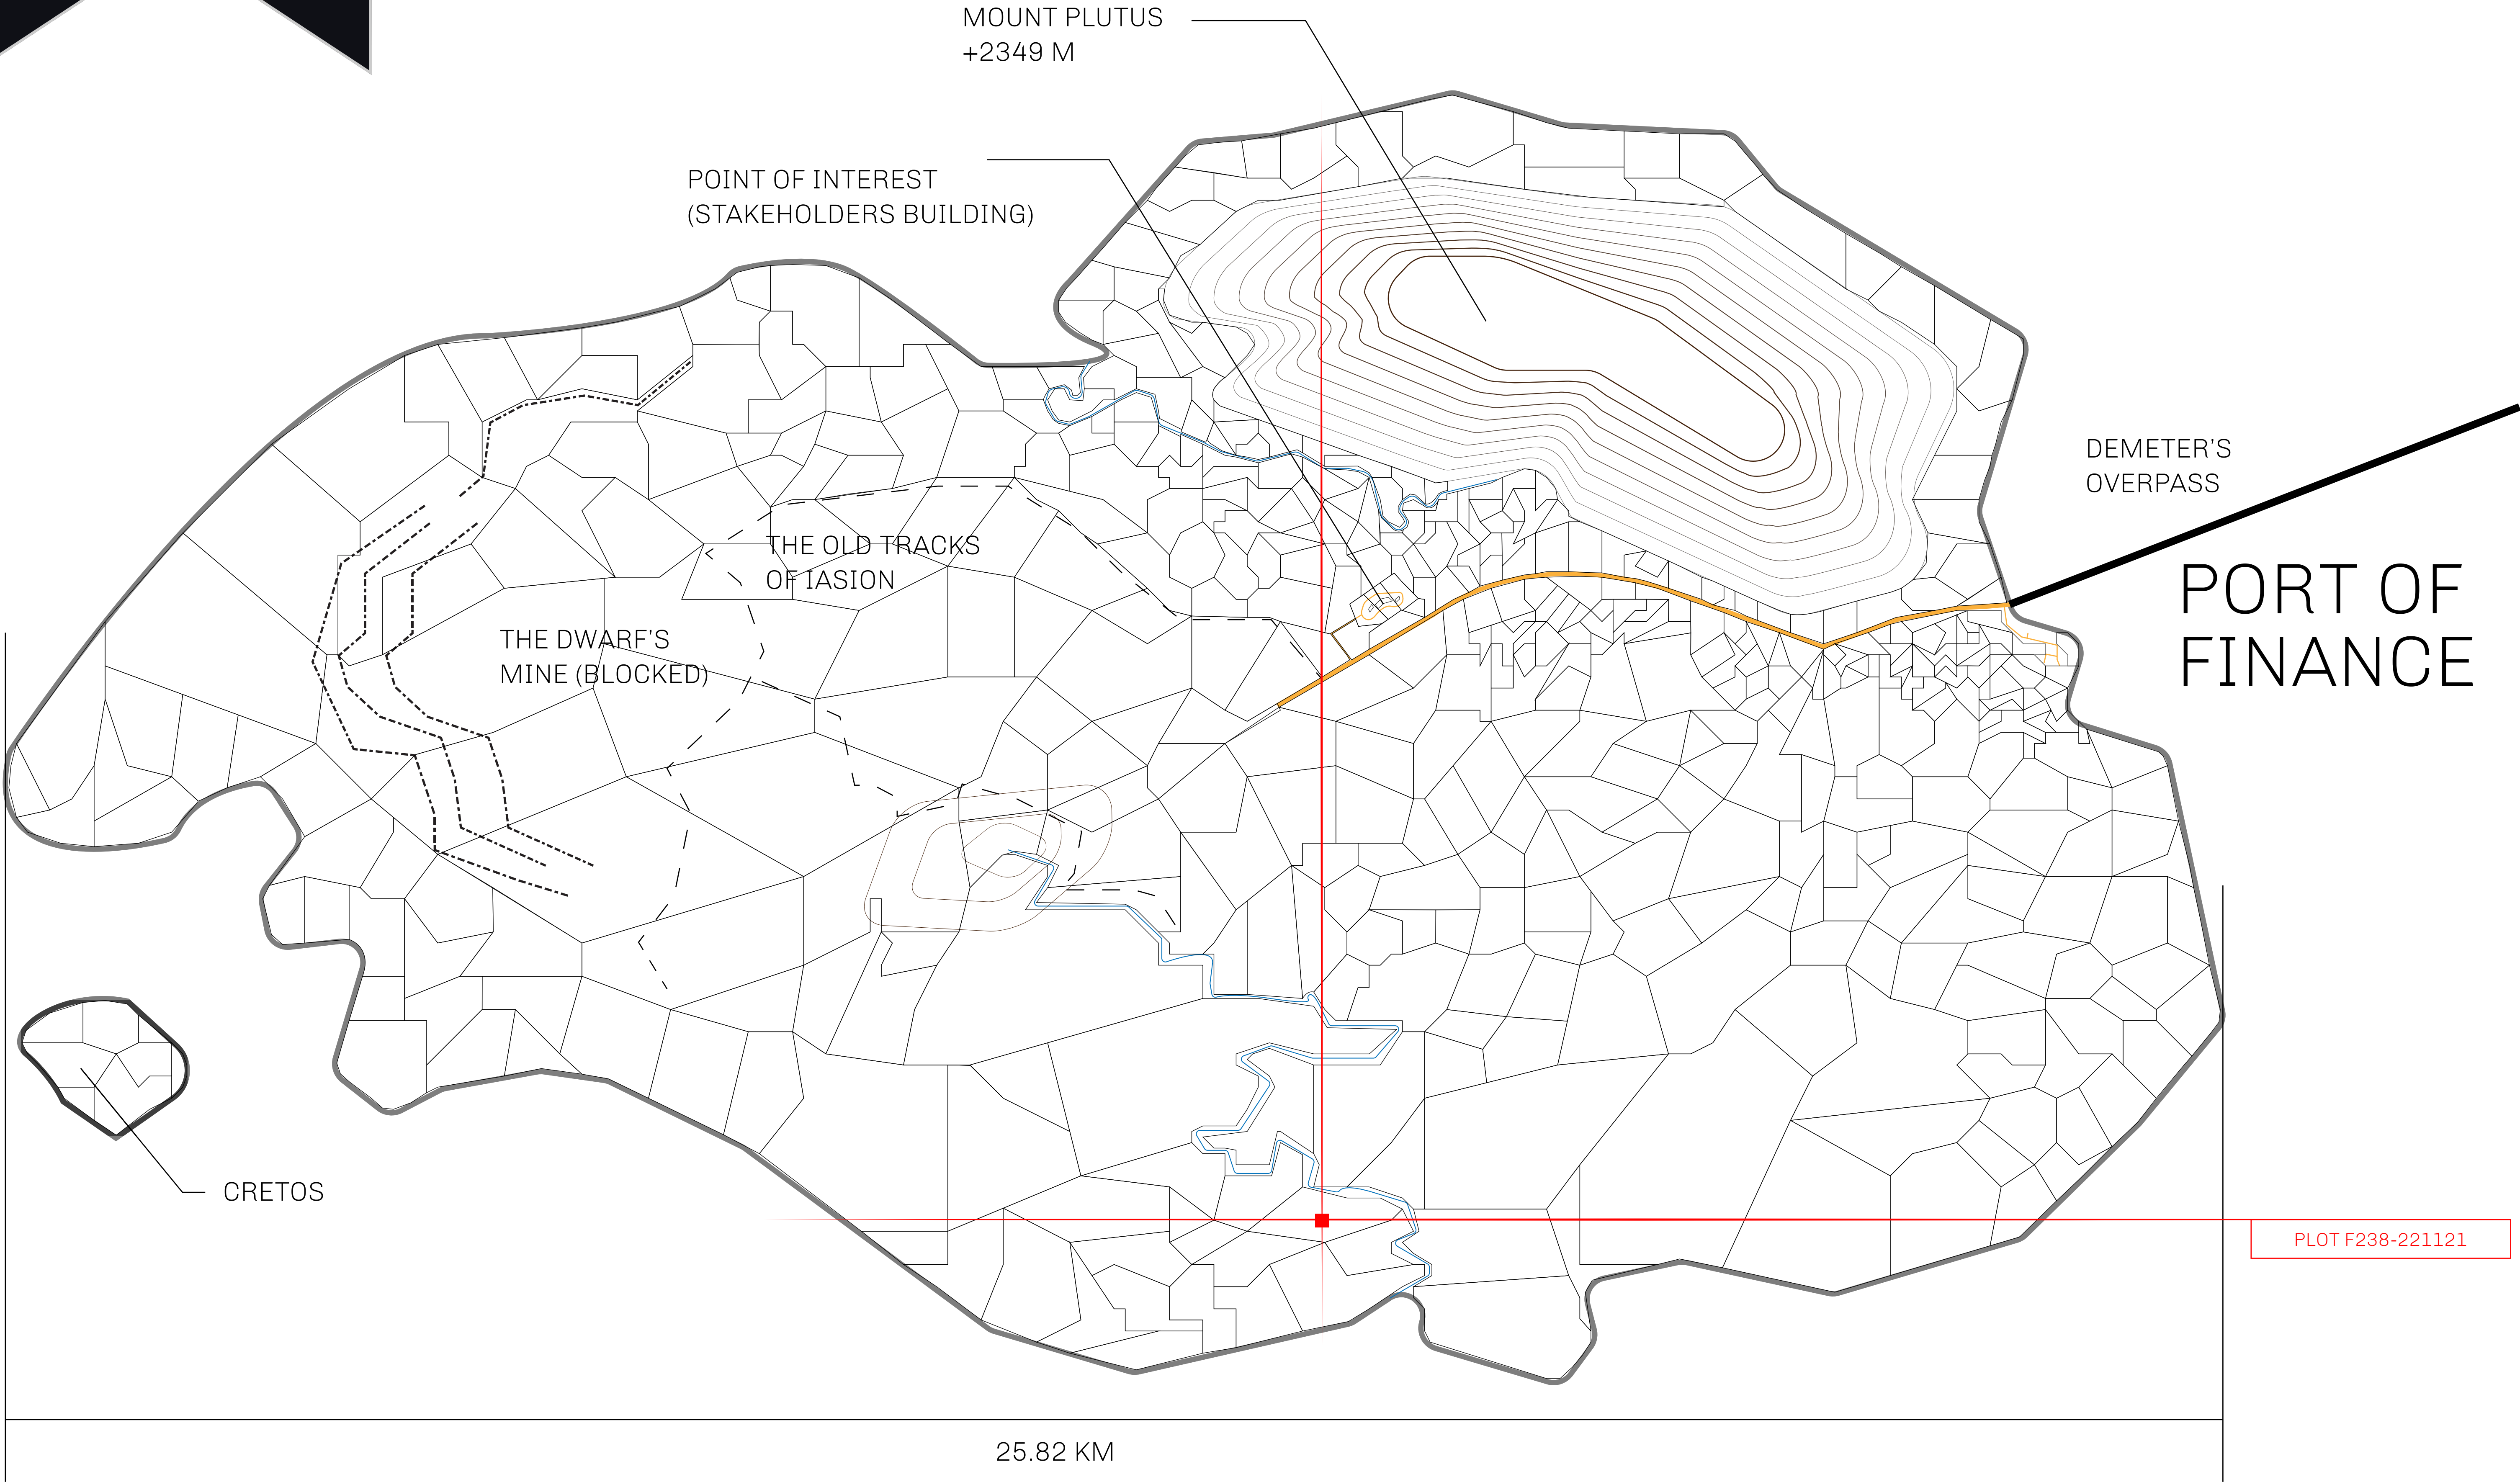 MOUNT PLUTUS
+2349 M
POINT OF INTEREST
(STAKEHOLDERS BUILDING)
DEMETER'S
OVERPASS
THE OLD TRACKS
OF IASION
PORT OF
FINANCE
THE DWARF'S
MINE (BLOCKED)
CRETOS
PLOT F238-221121
25.82 KM